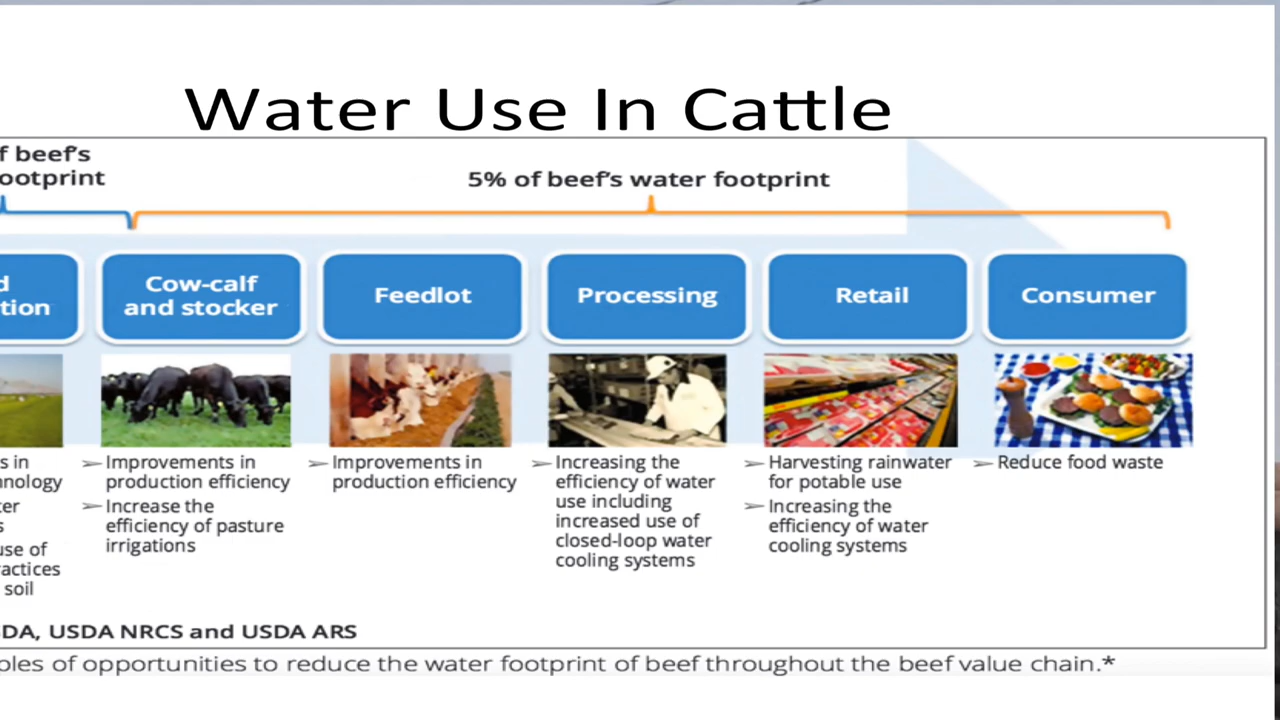 Water Use In Cattle
f beef's
ootprint
5% of beef's water footprint
d
tion
Cow-calf
and stocker
Feedlot
Processing
Retail
Consumer
s in
nology
ter
s
use of
actices
soil
➢ Improvements in
production efficiency
➢ Increase the
efficiency of pasture
irrigations
➢ Improvements in
production efficiency
➢ Increasing the
efficiency of water
use including
increased use of
closed-loop water
cooling systems
➢ Harvesting rainwater
for potable use
➢ Increasing the
efficiency of water
cooling systems
➢ Reduce food waste
DA, USDA NRCS and USDA ARS
ples of opportunities to reduce the water footprint of beef throughout the beef value chain.*